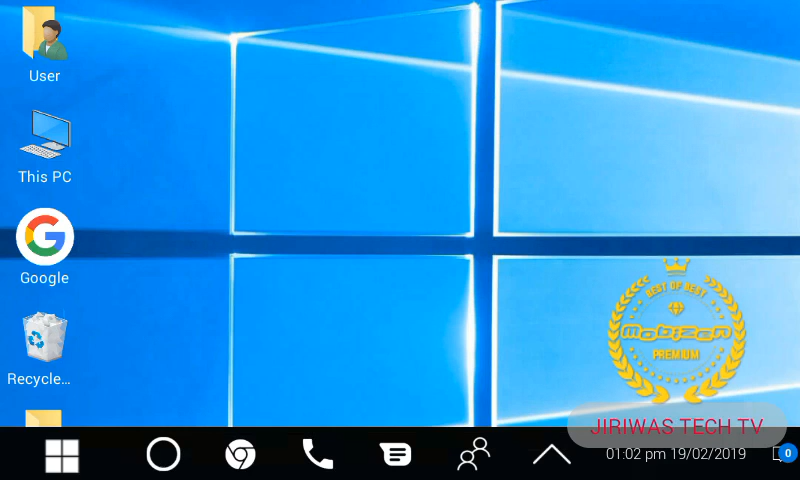 User
This PC
Google
Recycle...
BEST OF BEST
mobizen
PREMIUM
JIRIWAS TECH TV
01:02 pm 19/02/2019
0